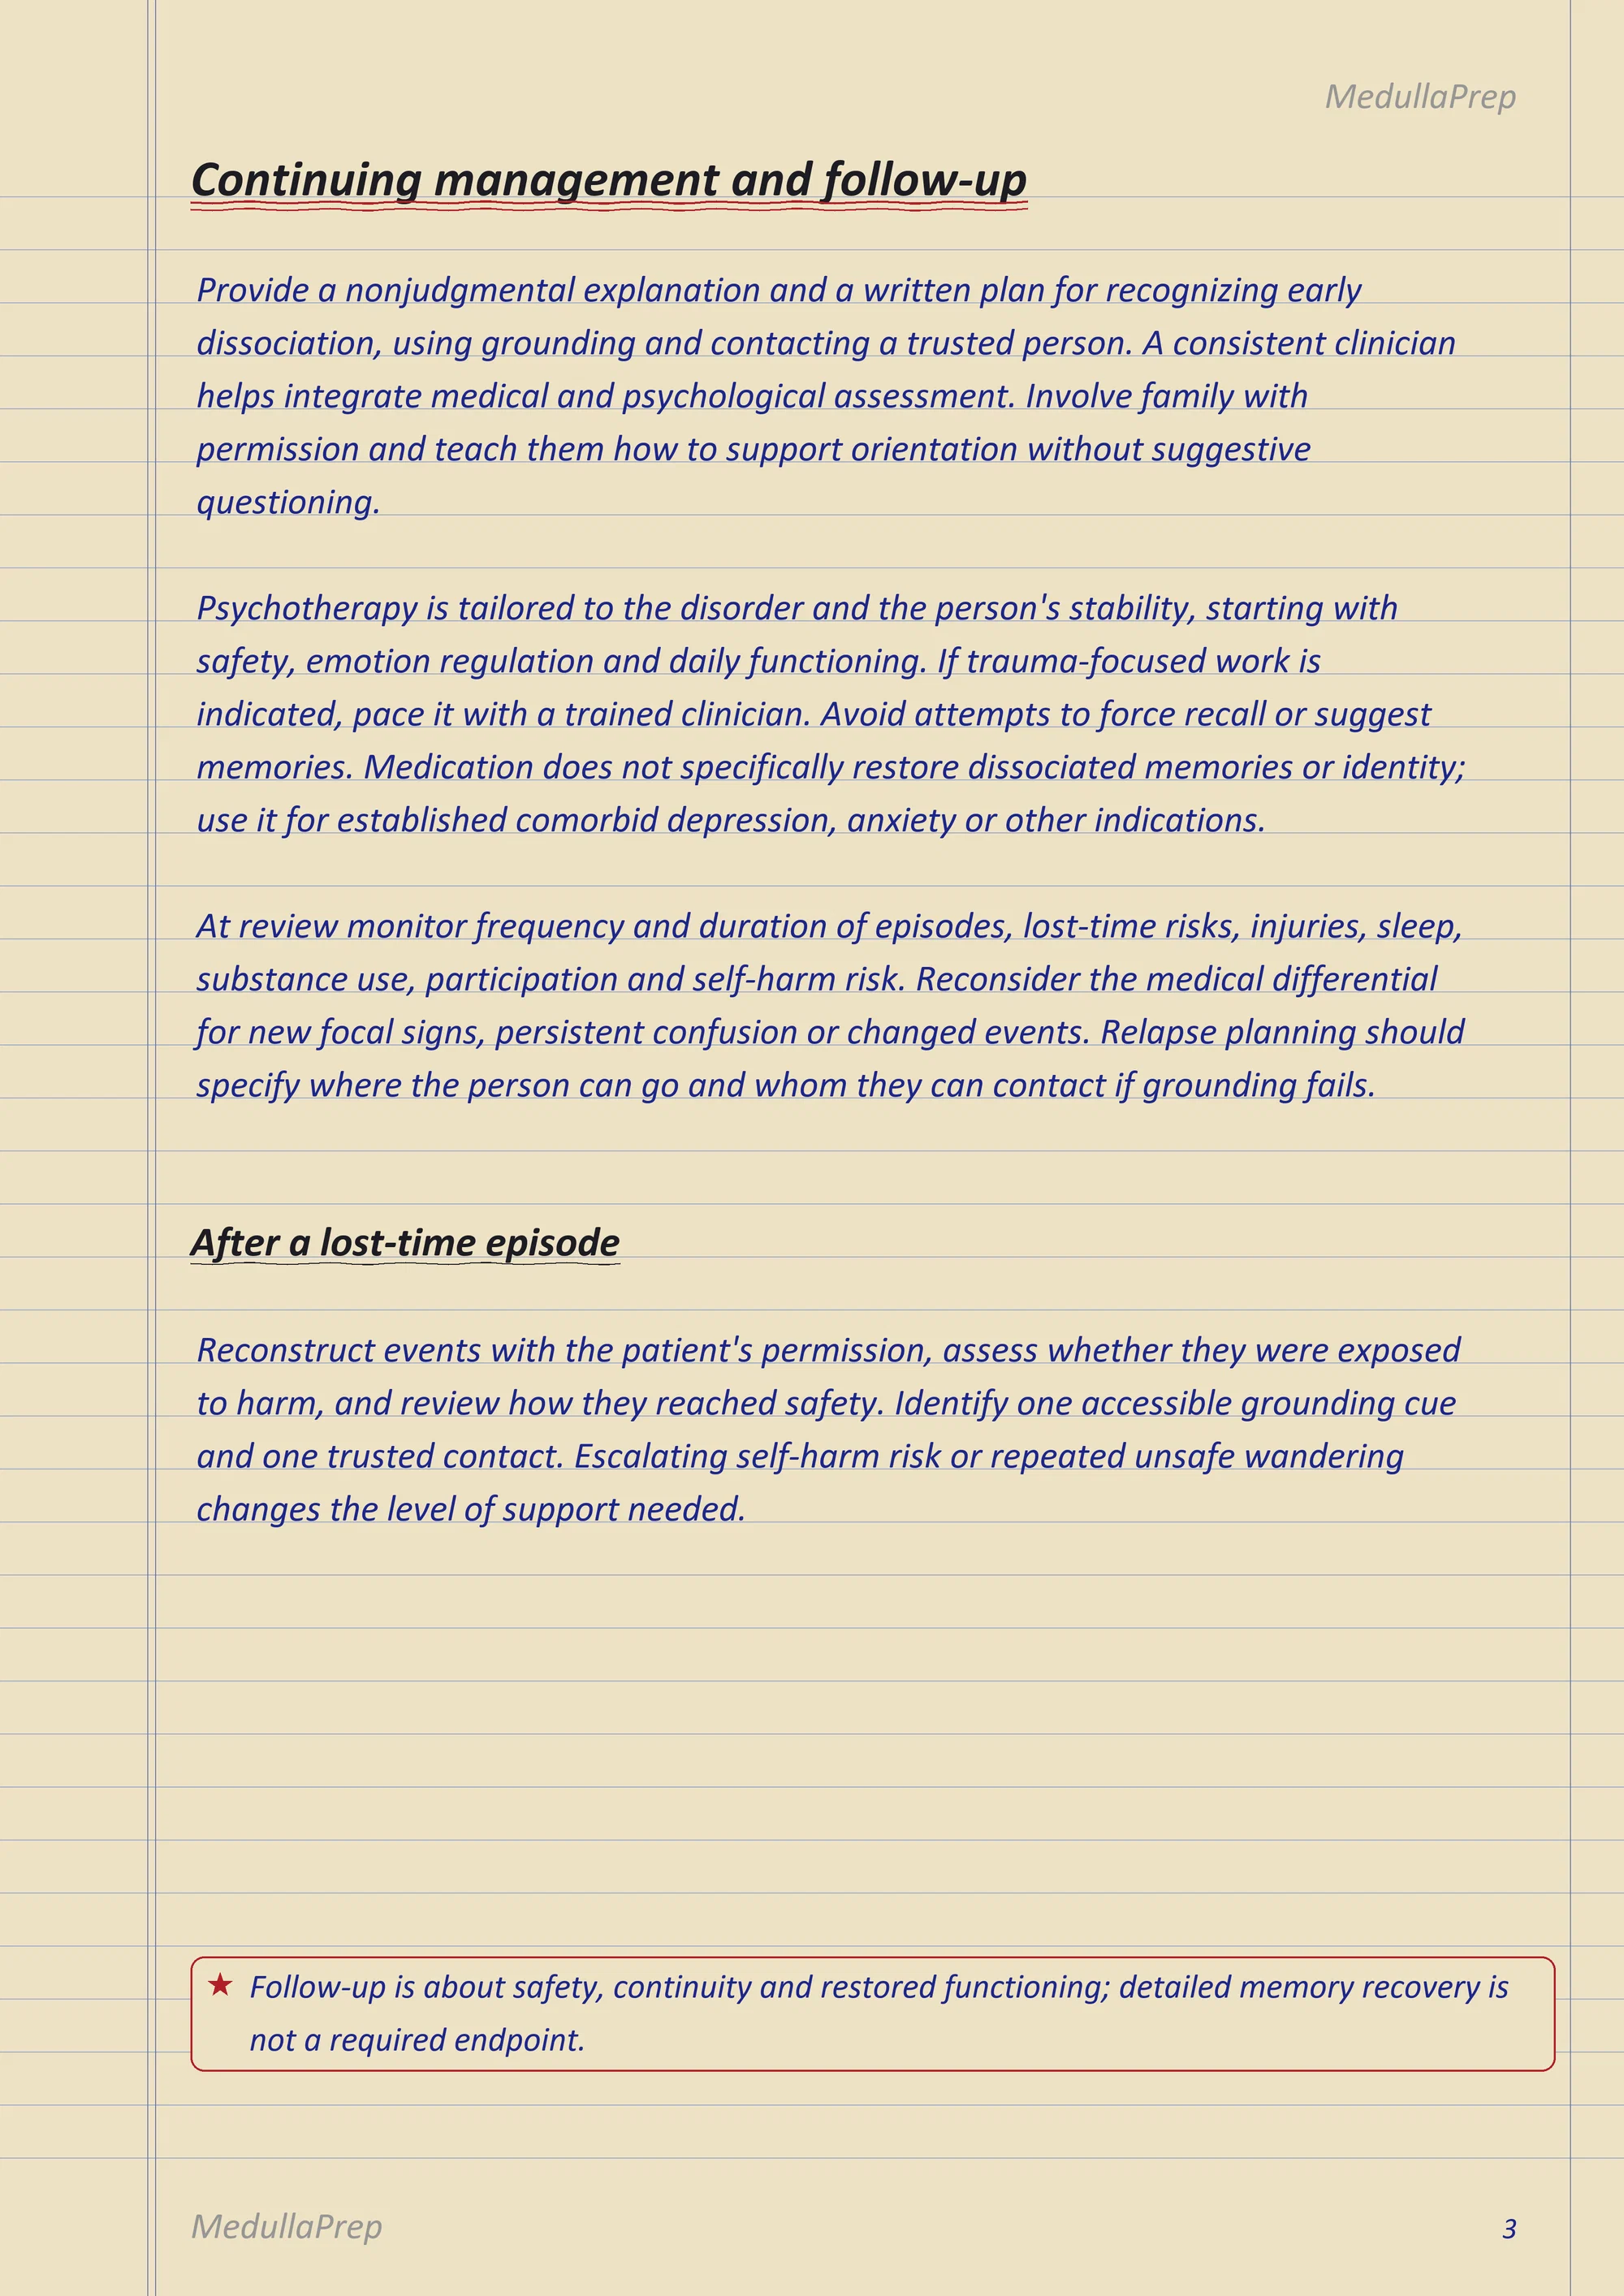 MedullaPrep
Continuing management and follow-up
Provide a nonjudgmental explanation and a written plan for recognizing early
dissociation, using grounding and contacting a trusted person. A consistent clinician
helps integrate medical and psychological assessment. Involve family with
permission and teach them how to support orientation without suggestive
questioning.
Psychotherapy is tailored to the disorder and the person's stability, starting with
safety, emotion regulation and daily functioning. If trauma-focused work is
indicated, pace it with a trained clinician. Avoid attempts to force recall or suggest
memories. Medication does not specifically restore dissociated memories or identity;
use it for established comorbid depression, anxiety or other indications.
At review monitor frequency and duration of episodes, lost-time risks, injuries, sleep,
substance use, participation and self-harm risk. Reconsider the medical differential
for new focal signs, persistent confusion or changed events. Relapse planning should
specify where the person can go and whom they can contact if grounding fails.
After a lost-time episode
Reconstruct events with the patient's permission, assess whether they were exposed
to harm, and review how they reached safety. Identify one accessible grounding cue
and one trusted contact. Escalating self-harm risk or repeated unsafe wandering
changes the level of support needed.
★ Follow-up is about safety, continuity and restored functioning; detailed memory recovery is
not a required endpoint.
MedullaPrep
3